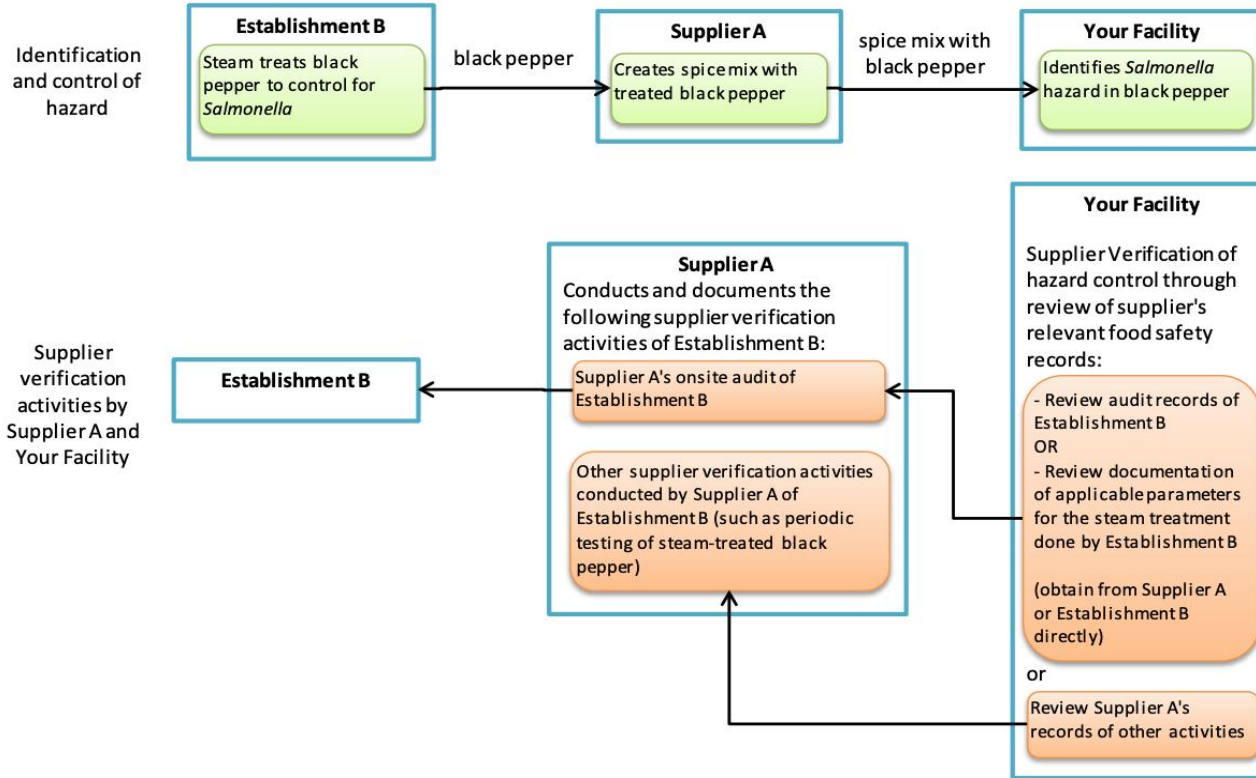 Identification
and control of
hazard
Establishment B
Steam treats black
pepper to control for
Salmonella
black pepper
Supplier A
Creates spice mix with
treated black pepper
spice mix with
black pepper
Your Facility
Identifies Salmonella
hazard in black pepper
Supplier
verification
activities by
Supplier A and
Your Facility
Establishment B
Supplier A
Conducts and documents the
following supplier verification
activities of Establishment B:
Supplier A's onsite audit of
Establishment B
Other supplier verification activities
conducted by Supplier A of
Establishment B (such as periodic
testing of steam-treated black
pepper)
Your Facility
Supplier Verification of
hazard control through
review of supplier's
relevant food safety
records:
- Review audit records of
Establishment B
OR
- Review documentation
of applicable parameters
for the steam treatment
done by Establishment B
(obtain from Supplier A
or Establishment B
directly)
or
Review Supplier A's
records of other activities